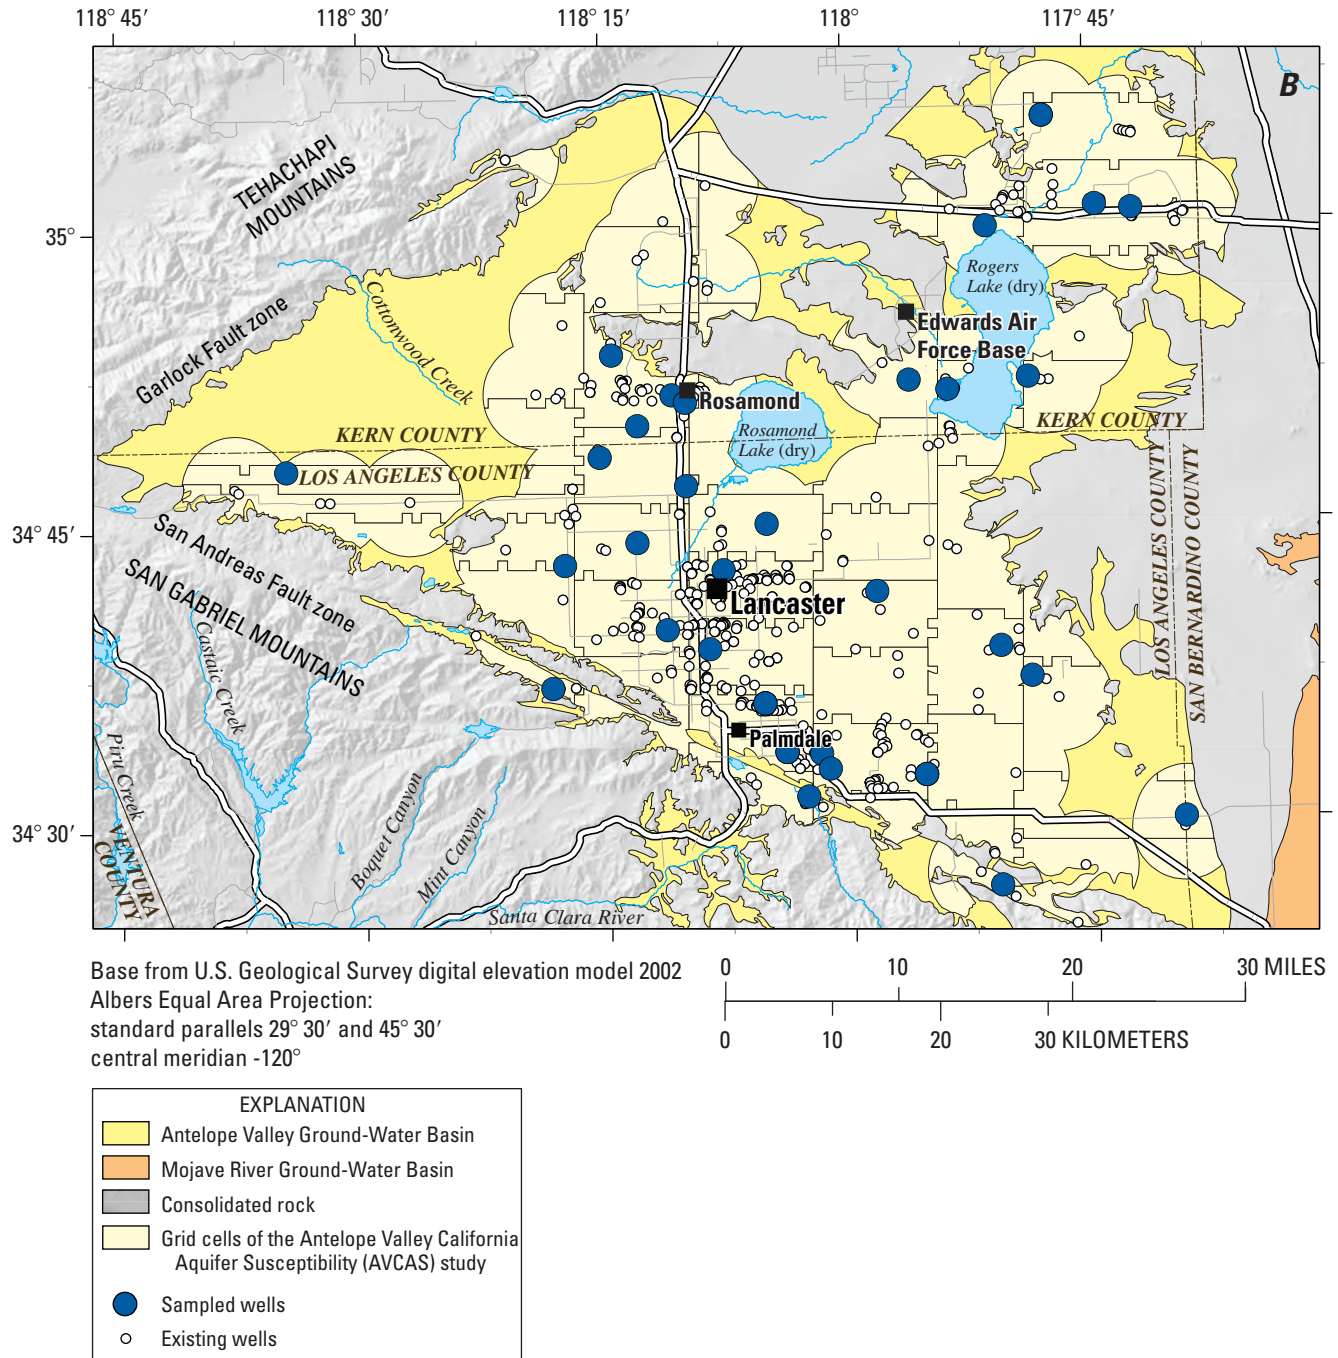 118° 45′ 118° 30′ 118° 15′ 118° 117° 45′
B
TEHACHAPI
MOUNTAINS
35°
Rogers
Lake (dry)
Cottonwood Creek
Garlock Fault zone
Edwards Air
Force Base
Rosamond
Rosamond
Lake (dry)
KERN COUNTY
KERN COUNTY
LOS ANGELES COUNTY
LOS ANGELES COUNTY
SAN BERNARDINO COUNTY
34° 45′
San Andreas Fault zone
SAN GABRIEL MOUNTAINS
Lancaster
Castaic Creek
Piru Creek
Palmdale
Boquet Canyon
Mint Canyon
34° 30′
VENTURA
COUNTY
Santa Clara River
Base from U.S. Geological Survey digital elevation model 2002
Albers Equal Area Projection:
standard parallels 29° 30′ and 45° 30′
central meridian -120°
0 10 20 30 MILES
0 10 20 30 KILOMETERS
EXPLANATION
Antelope Valley Ground-Water Basin
Mojave River Ground-Water Basin
Consolidated rock
Grid cells of the Antelope Valley California
Aquifer Susceptibility (AVCAS) study
Sampled wells
Existing wells